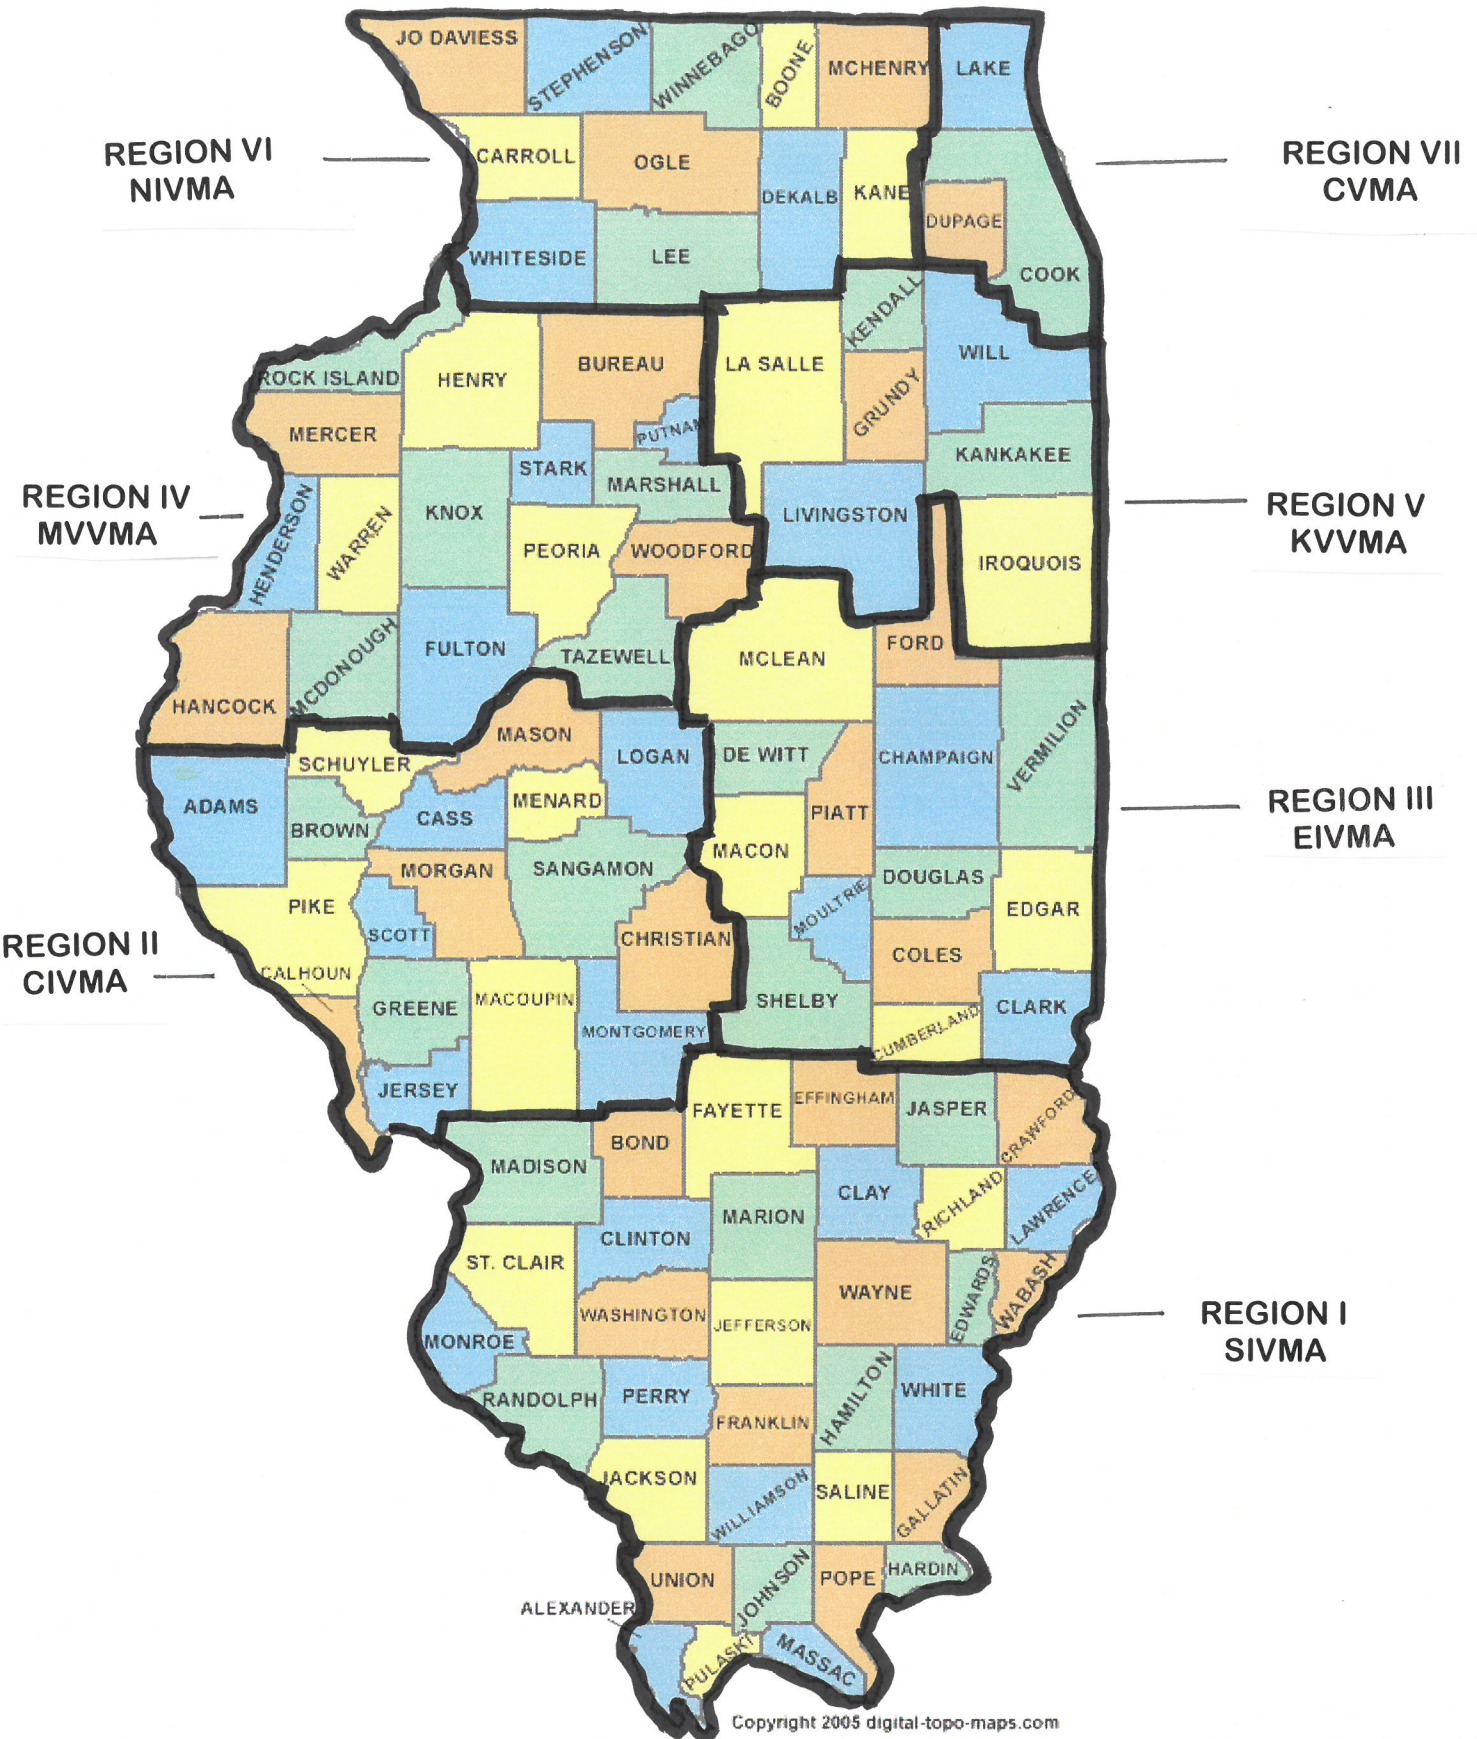 JO DAVIESS
STEPHENSON
WINNEBAGO
BOONE
MCHENRY
LAKE
REGION VI
NIVMA
REGION VII
CVMA
CARROLL
OGLE
DEKALB
KANE
DUPAGE
COOK
WHITESIDE
LEE
KENDALL
WILL
LA SALLE
BUREAU
HENRY
ROCK ISLAND
GRUNDY
MERCER
PUTNAM
KANKAKEE
STARK
MARSHALL
REGION IV
MVVMA
REGION V
KVVMA
HENDERSON
WARREN
KNOX
LIVINGSTON
PEORIA
WOODFORD
IROQUOIS
FORD
FULTON
TAZEWELL
MCLEAN
MCDONOUGH
HANCOCK
MASON
LOGAN
DE WITT
CHAMPAIGN
VERMILION
SCHUYLER
ADAMS
MENARD
CASS
BROWN
PIATT
REGION III
EIVMA
MACON
MORGAN
SANGAMON
DOUGLAS
PIKE
MOULTRIE
EDGAR
SCOTT
CHRISTIAN
COLES
REGION II
CIVMA
CALHOUN
GREENE
MACOUPIN
SHELBY
CLARK
MONTGOMERY
CUMBERLAND
JERSEY
FAYETTE
EFFINGHAM
JASPER
CRAWFORD
BOND
MADISON
CLAY
RICHLAND
LAWRENCE
MARION
CLINTON
ST. CLAIR
WAYNE
EDWARDS
WABASH
WASHINGTON
JEFFERSON
REGION I
SIVMA
MONROE
RANDOLPH
PERRY
HAMILTON
WHITE
FRANKLIN
JACKSON
WILLIAMSON
SALINE
GALLATIN
UNION
JOHNSON
POPE
HARDIN
ALEXANDER
PULASKI
MASSAC
Copyright 2005 digital-topo-maps.com